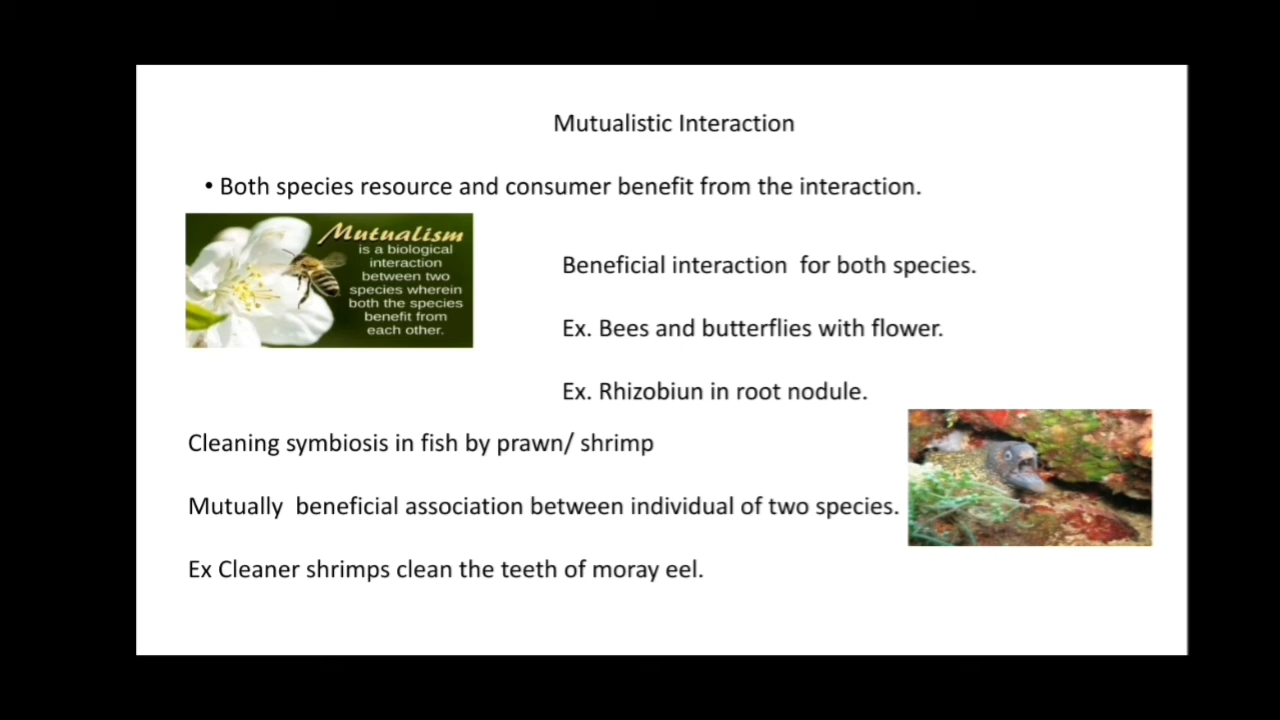 Mutualistic Interaction
• Both species resource and consumer benefit from the interaction.
Mutualism
is a biological
interaction
between two
species wherein
both the species
benefit from
each other.
Beneficial interaction for both species.
Ex. Bees and butterflies with flower.
Ex. Rhizobiun in root nodule.
Cleaning symbiosis in fish by prawn/ shrimp
Mutually beneficial association between individual of two species.
Ex Cleaner shrimps clean the teeth of moray eel.